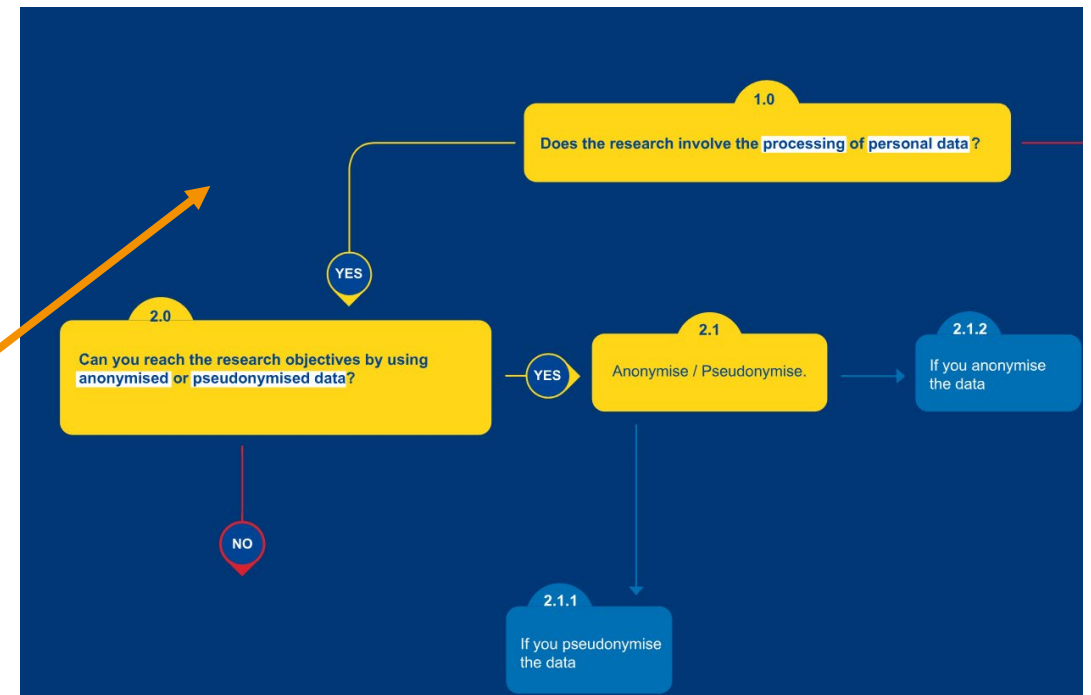 1.0
Does the research involve the processing of personal data ?
YES
2.0
Can you reach the research objectives by using
anonymised or pseudonymised data?
YES
2.1
Anonymise / Pseudonymise.
2.1.2
If you anonymise
the data
NO
2.1.1
If you pseudonymise
the data